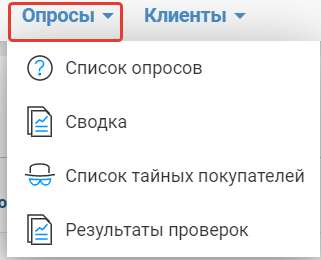 Опросы Клиенты
Список опросов
Сводка
Список тайных покупателей
Результаты проверок